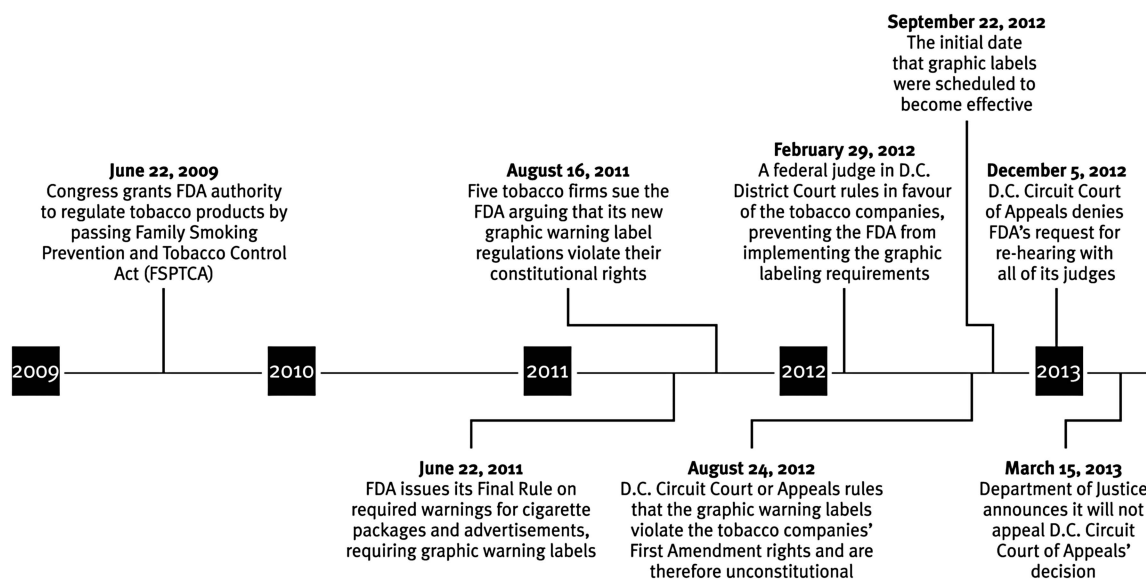 September 22, 2012
The initial date
that graphic labels
were scheduled to
become effective
June 22, 2009
Congress grants FDA authority
to regulate tobacco products by
passing Family Smoking
Prevention and Tobacco Control
Act (FSPTCA)
August 16, 2011
Five tobacco firms sue the
FDA arguing that its new
graphic warning label
regulations violate their
constitutional rights
February 29, 2012
A federal judge in D.C.
District Court rules in favour
of the tobacco companies,
preventing the FDA from
implementing the graphic
labeling requirements
December 5, 2012
D.C. Circuit Court
of Appeals denies
FDA's request for
re-hearing with
all of its judges
2009
2010
2011
2012
2013
June 22, 2011
FDA issues its Final Rule on
required warnings for cigarette
packages and advertisements,
requiring graphic warning labels
August 24, 2012
D.C. Circuit Court or Appeals rules
that the graphic warning labels
violate the tobacco companies'
First Amendment rights and are
therefore unconstitutional
March 15, 2013
Department of Justice
announces it will not
appeal D.C. Circuit
Court of Appeals'
decision